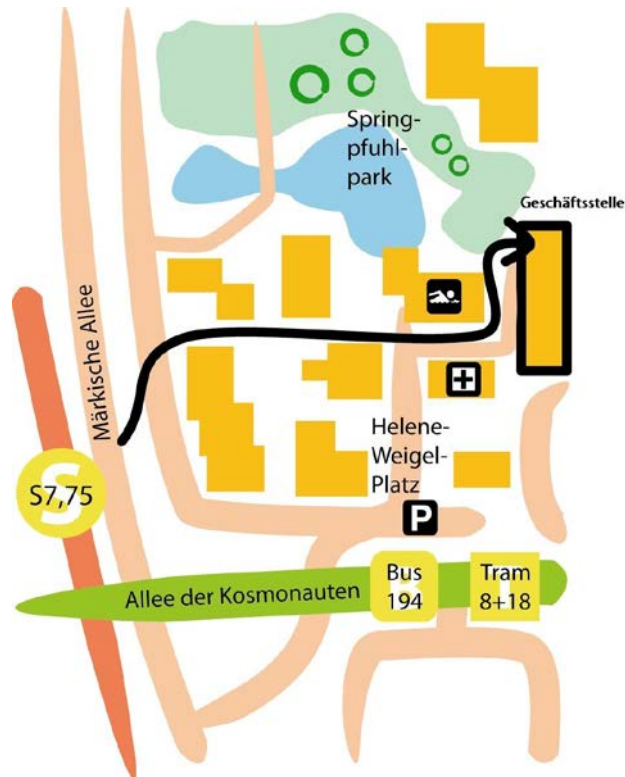 Spring-
pfuhl-
park
Geschäftsstelle
Märkische Allee
Helene-
Weigel-
Platz
S
S7,75
P
Allee der Kosmonauten
Bus
194
Tram
8+18